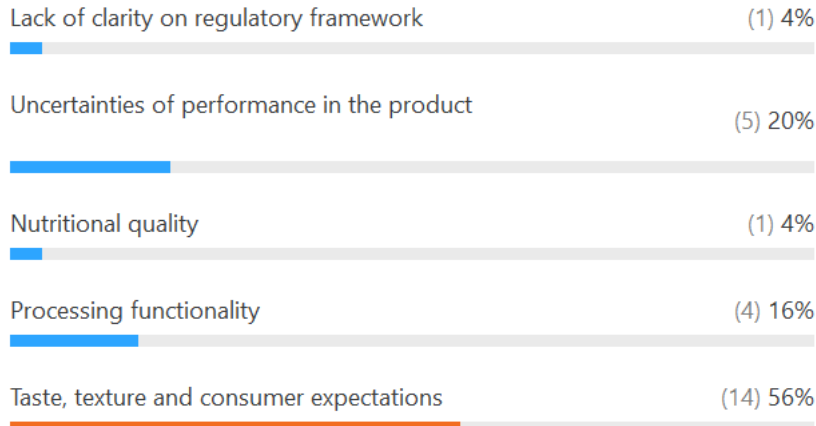 Lack of clarity on regulatory framework (1) 4%
Uncertainties of performance in the product (5) 20%
Nutritional quality (1) 4%
Processing functionality (4) 16%
Taste, texture and consumer expectations (14) 56%